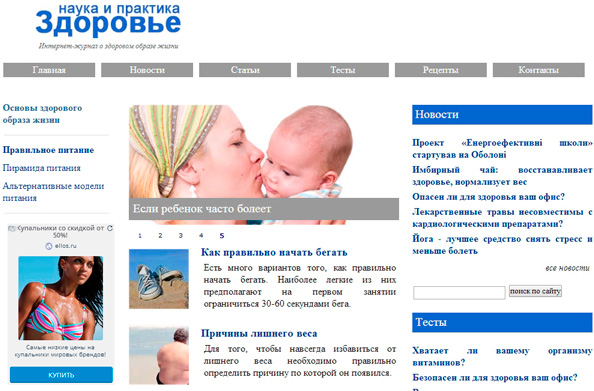 наука и практика
Здоровье
Интернет-журнал о здоровом образе жизни
Главная
Новости
Статьи
Тесты
Рецепты
Контакты
Основы здорового
образа жизни
Правильное питание
Пирамида питания
Альтернативные модели
питания
Купальники со скидкой от
50%!
ellos.ru
Самые низкие цены на
купальники мировых брендов!
КУПИТЬ
Если ребенок часто болеет
1 2 3 4 5
Как правильно начать бегать
Есть много вариантов того, как правильно
начать бегать. Наиболее легкие из них
предполагают на первом занятии
ограничиться 30-60 секундами бега.
Причины лишнего веса
Для того, чтобы навсегда избавиться от
лишнего веса необходимо правильно
определить причину по которой он появился.
Новости
Проект «Енергоефективні школи»
стартував на Оболоні
Имбирный чай: восстанавливает
здоровье, нормализует вес
Опасен ли для здоровья ваш офис?
Лекарственные травы несовместимы с
кардиологическими препаратами?
Йога - лучшее средство снять стресс и
меньше болеть
все новости
поиск по сайту
Тесты
Хватает ли вашему организму
витаминов?
Безопасен ли для здоровья ваш офис?